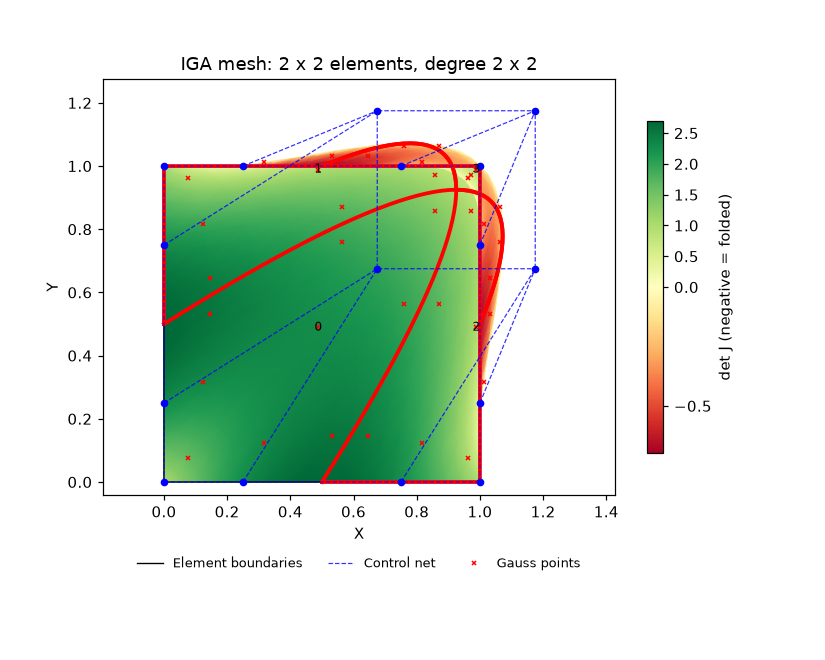 IGA mesh: 2 x 2 elements, degree 2 x 2
1.2
1.0
0.8
0.6
0.4
0.2
0.0
Y
1
0
2
0.0 0.2 0.4 0.6 0.8 1.0 1.2 1.4
X
2.5
2.0
1.5
1.0
0.5
0.0
−0.5
det J (negative = folded)
Element boundaries Control net Gauss points